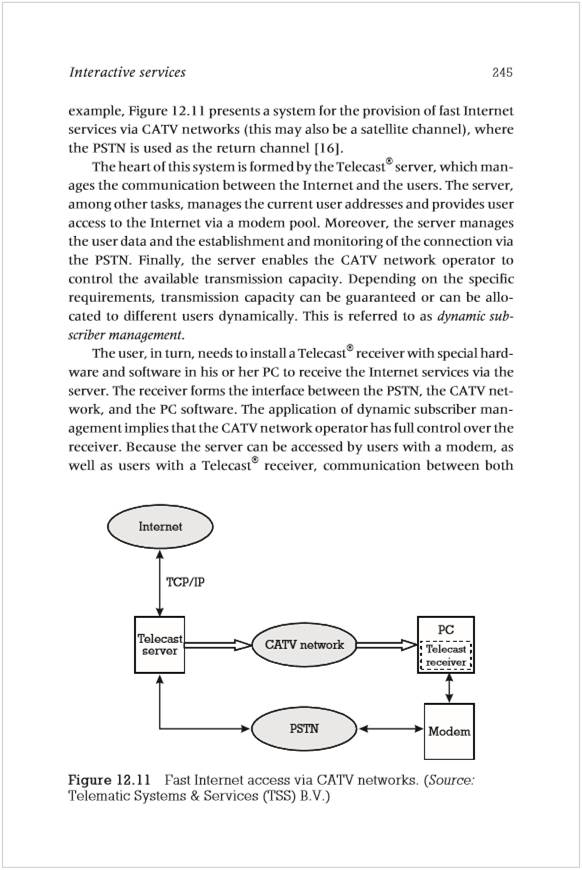 Interactive services 245
example, Figure 12.11 presents a system for the provision of fast Internet
services via CATV networks (this may also be a satellite channel), where
the PSTN is used as the return channel [16].
The heart of this system is formed by the Telecast® server, which man-
ages the communication between the Internet and the users. The server,
among other tasks, manages the current user addresses and provides user
access to the Internet via a modem pool. Moreover, the server manages
the user data and the establishment and monitoring of the connection via
the PSTN. Finally, the server enables the CATV network operator to
control the available transmission capacity. Depending on the specific
requirements, transmission capacity can be guaranteed or can be allo-
cated to different users dynamically. This is referred to as dynamic sub-
scriber management.
The user, in turn, needs to install a Telecast® receiver with special hard-
ware and software in his or her PC to receive the Internet services via the
server. The receiver forms the interface between the PSTN, the CATV net-
work, and the PC software. The application of dynamic subscriber man-
agement implies that the CATV network operator has full control over the
receiver. Because the server can be accessed by users with a modem, as
well as users with a Telecast® receiver, communication between both
Internet
TCP/IP
Telecast
server
CATV network
PC
Telecast
receiver
PSTN
Modem
Figure 12.11 Fast Internet access via CATV networks. (Source:
Telematic Systems & Services (TSS) B.V.)